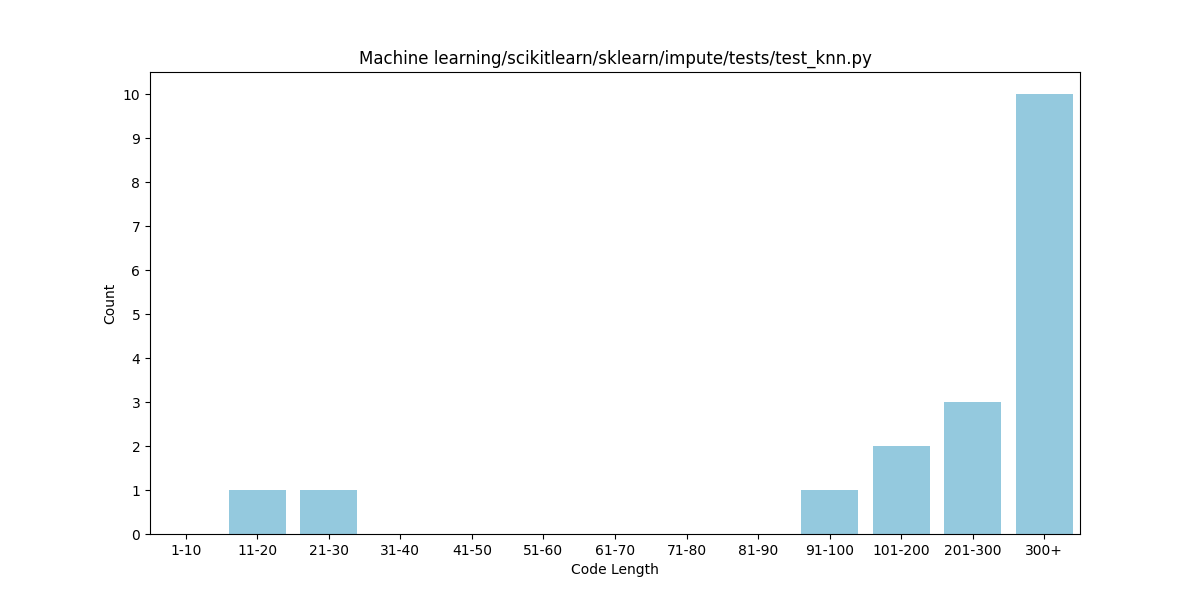 Machine learning/scikitlearn/sklearn/impute/tests/test_knn.py
10
9
8
7
6
5
4
3
2
1
0
Count
1-10 11-20 21-30 31-40 41-50 51-60 61-70 71-80 81-90 91-100 101-200 201-300 300+
Code Length